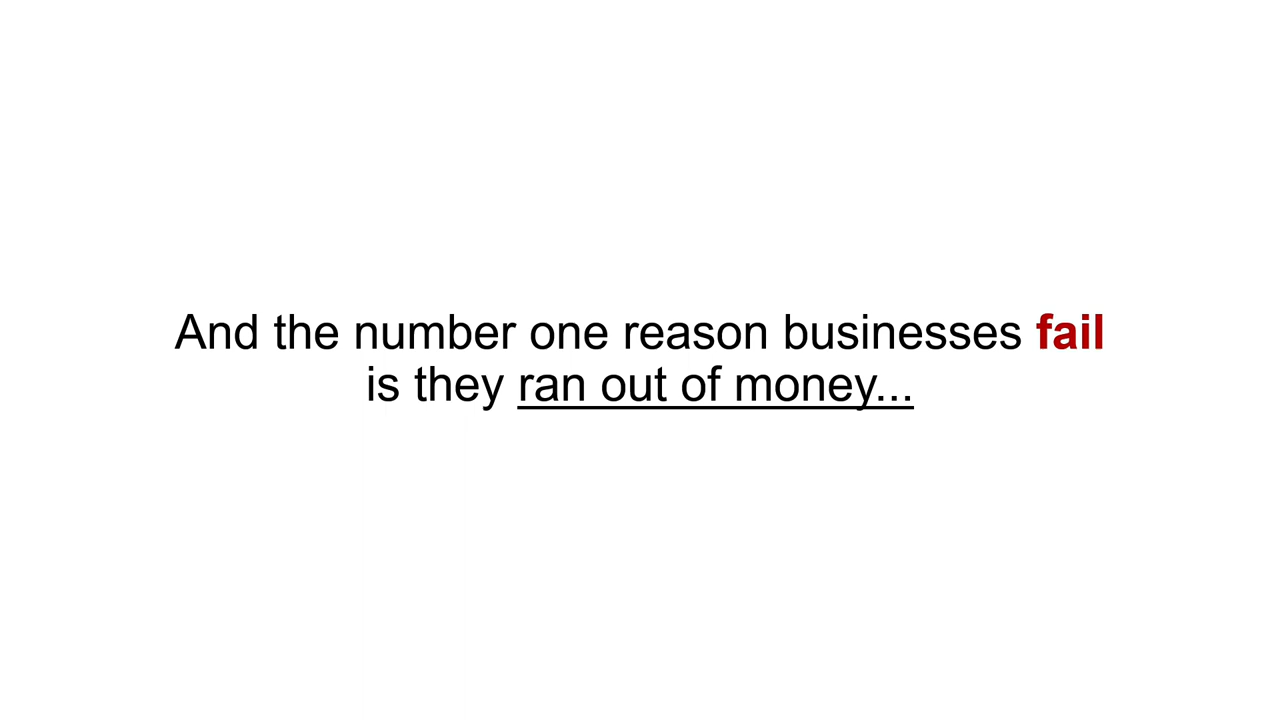 And the number one reason businesses fail
is they ran out of money...